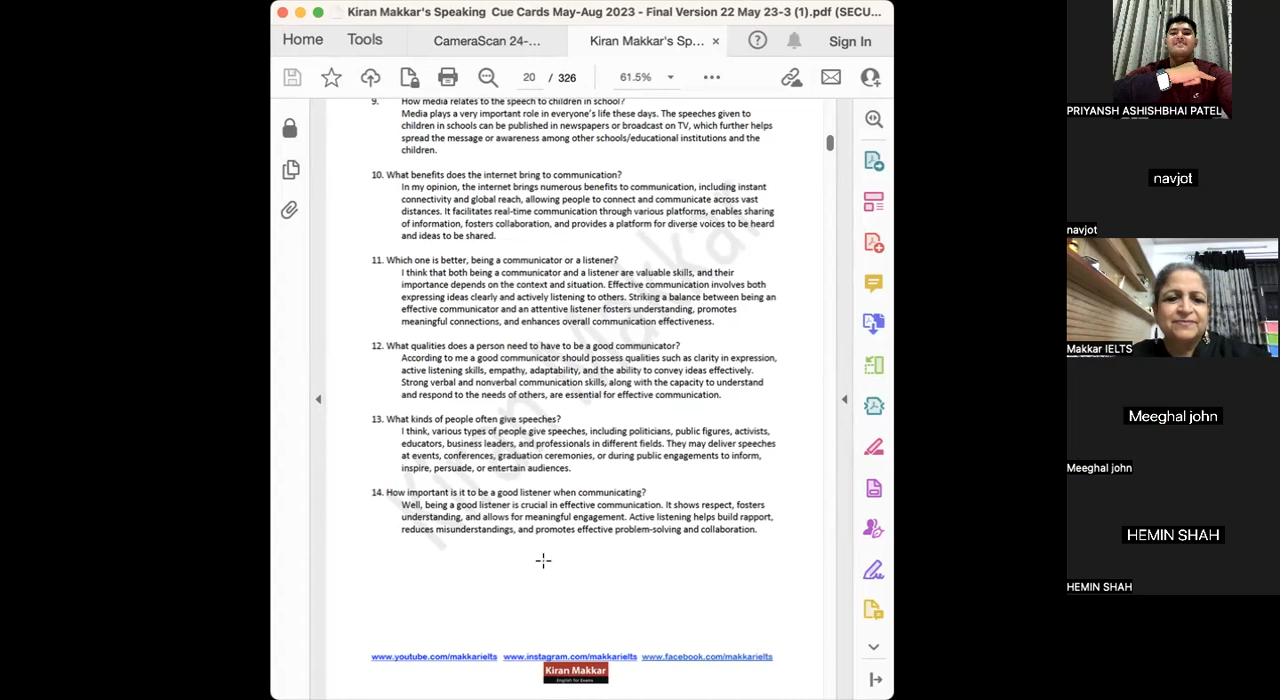 Kiran Makkar's Speaking Cue Cards May-Aug 2023 - Final Version 22 May 23-3 (1).pdf (SECU...
Home Tools CameraScan 24-... Kiran Makkar's Sp... × Sign In
20 / 326 61.5%
9. How media relates to the speech to children in school?
Media plays a very important role in everyone's life these days. The speeches given to
children in schools can be published in newspapers or broadcast on TV, which further helps
spread the message or awareness among other schools/educational institutions and the
children.
10. What benefits does the internet bring to communication?
In my opinion, the internet brings numerous benefits to communication, including instant
connectivity and global reach, allowing people to connect and communicate across vast
distances. It facilitates real-time communication through various platforms, enables sharing
of information, fosters collaboration, and provides a platform for diverse voices to be heard
and ideas to be shared.
11. Which one is better, being a communicator or a listener?
I think that both being a communicator and a listener are valuable skills, and their
importance depends on the context and situation. Effective communication involves both
expressing ideas clearly and actively listening to others. Striking a balance between being an
effective communicator and an attentive listener fosters understanding, promotes
meaningful connections, and enhances overall communication effectiveness.
12. What qualities does a person need to have to be a good communicator?
According to me a good communicator should possess qualities such as clarity in expression,
active listening skills, empathy, adaptability, and the ability to convey ideas effectively.
Strong verbal and nonverbal communication skills, along with the capacity to understand
and respond to the needs of others, are essential for effective communication.
13. What kinds of people often give speeches?
I think, various types of people give speeches, including politicians, public figures, activists,
educators, business leaders, and professionals in different fields. They may deliver speeches
at events, conferences, graduation ceremonies, or during public engagements to inform,
inspire, persuade, or entertain audiences.
14. How important is it to be a good listener when communicating?
Well, being a good listener is crucial in effective communication. It shows respect, fosters
understanding, and allows for meaningful engagement. Active listening helps build rapport,
reduces misunderstandings, and promotes effective problem-solving and collaboration.
Kiran Makkar
www.youtube.com/makkarielts www.instagram.com/makkarielts www.facebook.com/makkarielts
Kiran Makkar
English for Exams
PRIYANSH ASHISHBHAI PATEL
navjot
navjot
Makkar IELTS
Meeghal john
Meeghal john
HEMIN SHAH
HEMIN SHAH